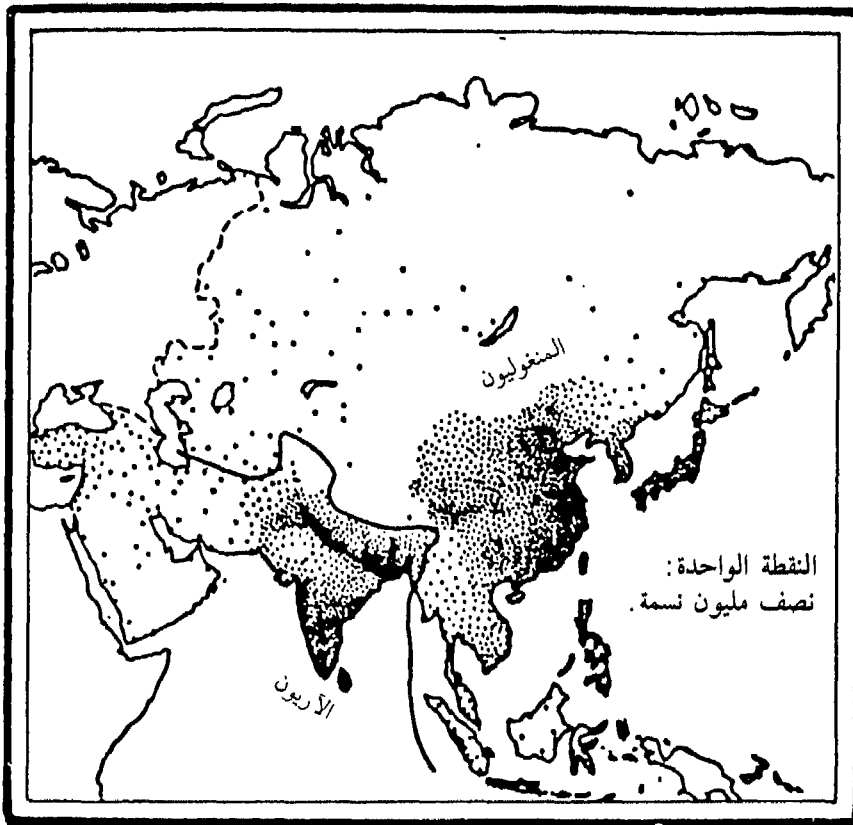 المنغوليون
النقطة الواحدة :
نصف مليون نسمة .
الآريون